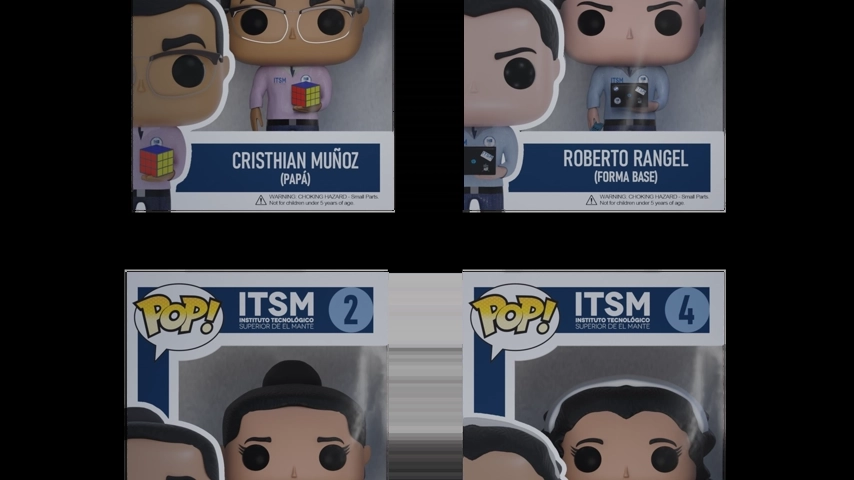 ITSM
CRISTHIAN MUÑOZ
(PAPÁ)
WARNING: CHOKING HAZARD - Small Parts.
Not for children under 5 years of age.
ITSM
ROBERTO RANGEL
(FORMA BASE)
WARNING: CHOKING HAZARD - Small Parts.
Not for children under 5 years of age.
POP!
ITSM
INSTITUTO TECNOLÓGICO
SUPERIOR DE EL MANTE
2
POP!
ITSM
INSTITUTO TECNOLÓGICO
SUPERIOR DE EL MANTE
4